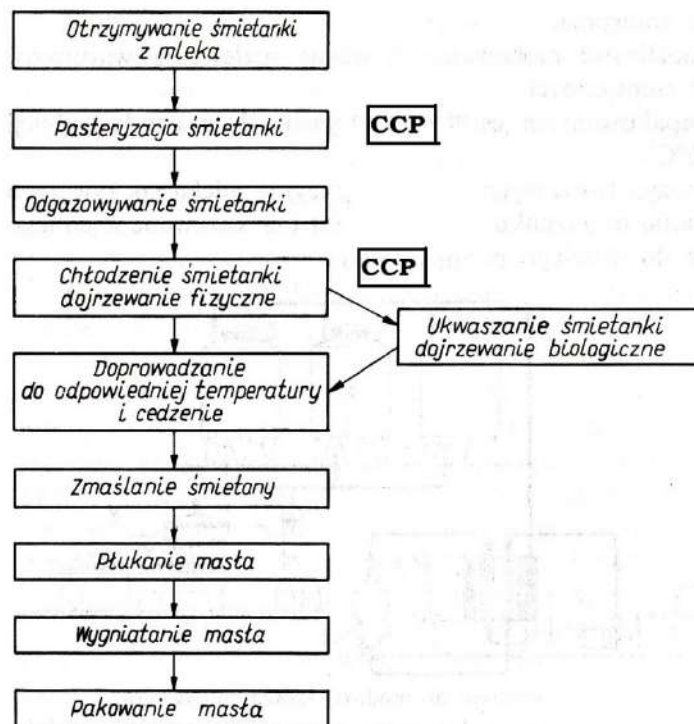 Otrzymywanie śmietanki
z mleka
Pasteryzacja śmietanki
CCP
Odgazowywanie śmietanki
Chłodzenie śmietanki
dojrzewanie fizyczne
CCP
Ukwaszanie śmietanki
dojrzewanie biologiczne
Doprowadzanie
do odpowiedniej temperatury
i cedzenie
Zmaślanie śmietany
Płukanie masła
Wygniatanie masła
Pakowanie masła